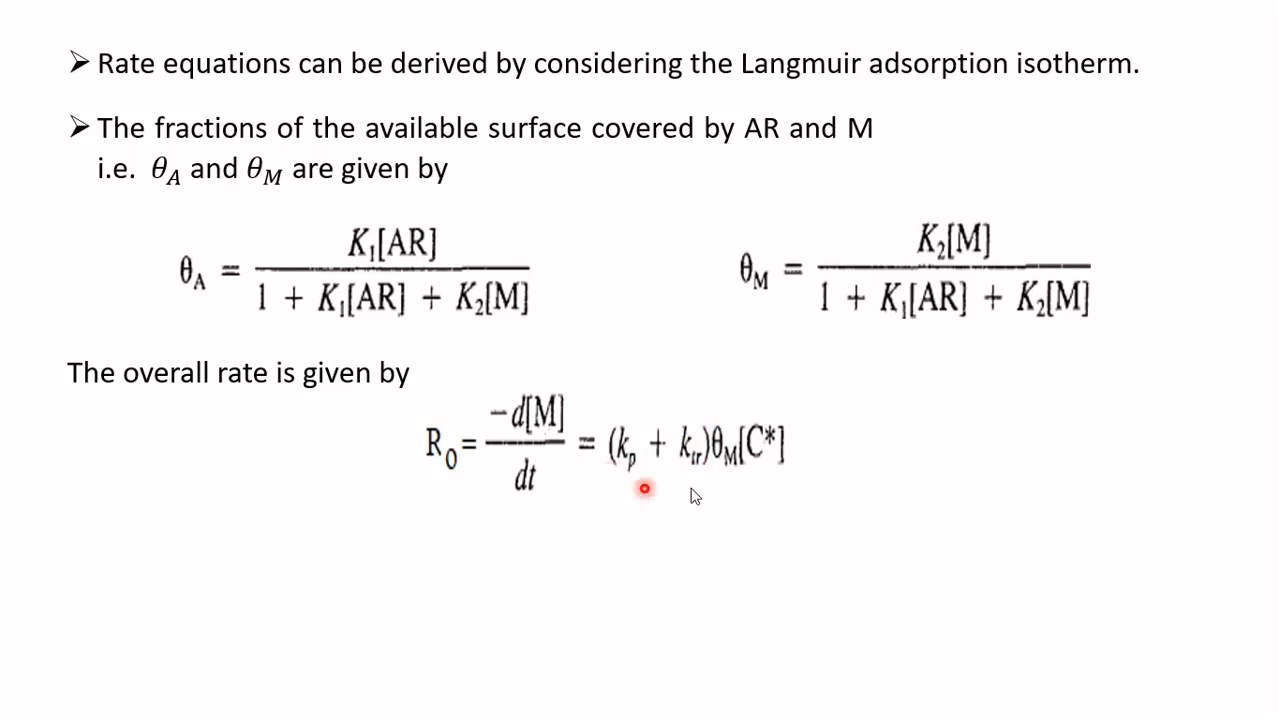 ➢ Rate equations can be derived by considering the Langmuir adsorption isotherm.
➢ The fractions of the available surface covered by AR and M
i.e. θ_A and θ_M are given by
θ_A = K₁[AR] / (1 + K₁[AR] + K₂[M])
θ_M = K₂[M] / (1 + K₁[AR] + K₂[M])
The overall rate is given by
R₀ = −d[M] / dt = (k_p + k_tr)θ_M[C*]